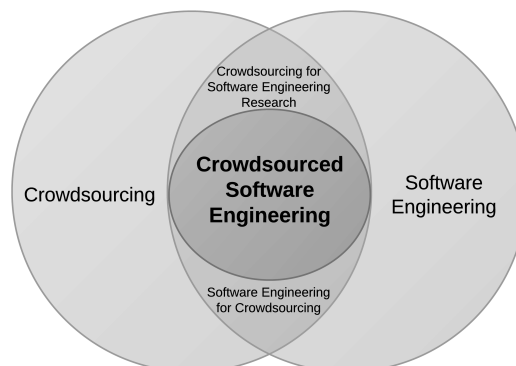 Crowdsourcing for
Software Engineering
Research
Crowdsourced
Software
Engineering
Crowdsourcing
Software
Engineering
Software Engineering
for Crowdsourcing